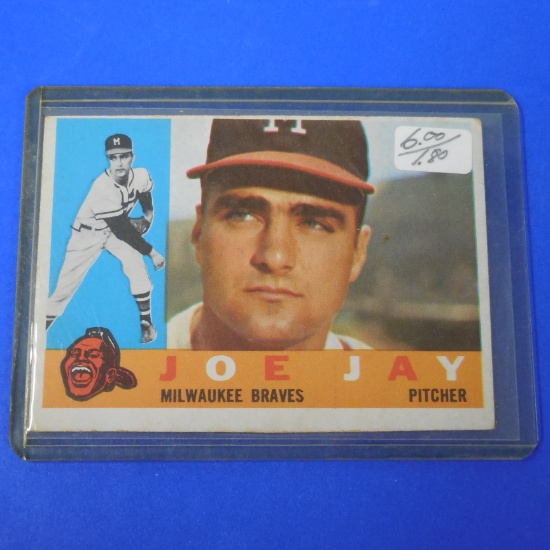 M
M
6.00/
1.80
JOE JAY
MILWAUKEE BRAVES PITCHER